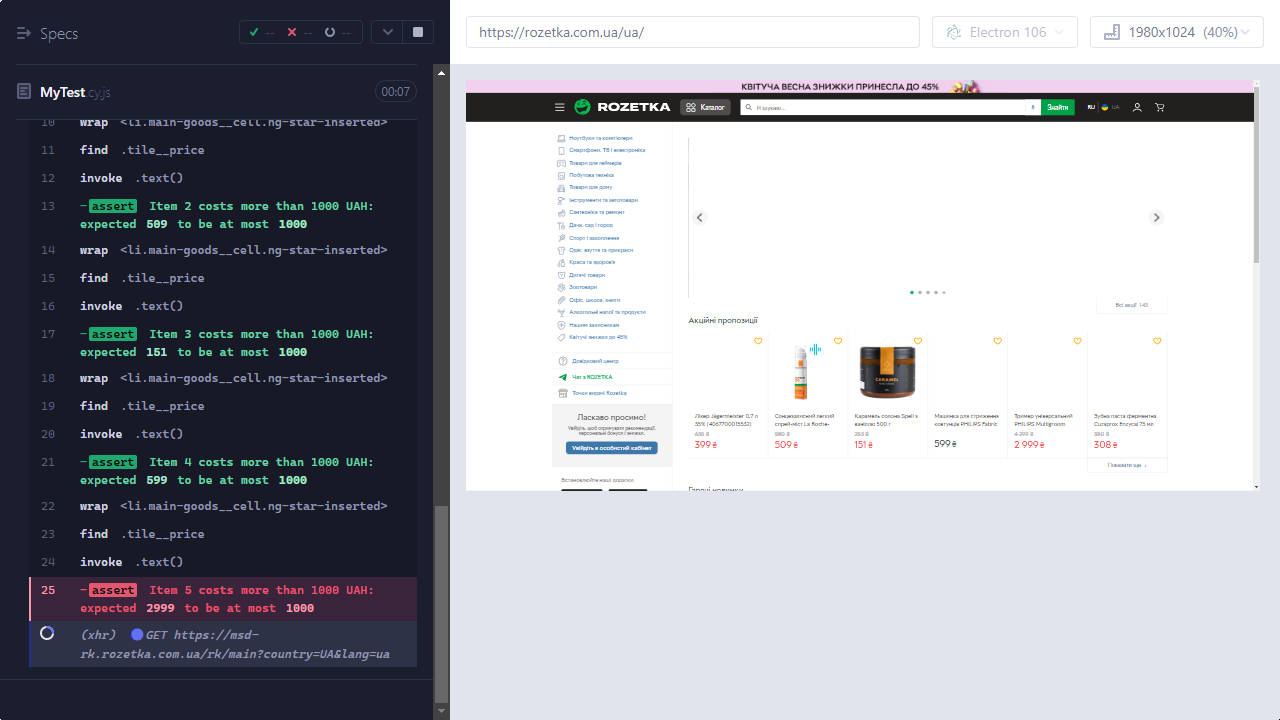 Specs
--
--
--
MyTest.cy.js
00:07
10 wrap <li.main-goods__cell.ng-star-inserted>
11 find .tile__price
12 invoke .text()
13 -assert Item 2 costs more than 1000 UAH:
expected 509 to be at most 1000
14 wrap <li.main-goods__cell.ng-star-inserted>
15 find .tile__price
16 invoke .text()
17 -assert Item 3 costs more than 1000 UAH:
expected 151 to be at most 1000
18 wrap <li.main-goods__cell.ng-star-inserted>
19 find .tile__price
20 invoke .text()
21 -assert Item 4 costs more than 1000 UAH:
expected 599 to be at most 1000
22 wrap <li.main-goods__cell.ng-star-inserted>
23 find .tile__price
24 invoke .text()
25 -assert Item 5 costs more than 1000 UAH:
expected 2999 to be at most 1000
(xhr) GET https://msd-
rk.rozetka.com.ua/rk/main?country=UA&lang=ua
https://rozetka.com.ua/ua/
Electron 106
1980x1024 (40%)
КВІТУЧА ВЕСНА ЗНИЖКИ ПРИНЕСЛА ДО 45%
ROZETKA
Каталог
Я шукаю...
Знайти
RU
UA
Ноутбуки та комп'ютери
Смартфони, ТВ і електроніка
Товари для геймерів
Побутова техніка
Товари для дому
Інструменти та автотовари
Сантехніка та ремонт
Дача, сад і город
Спорт і захоплення
Одяг, взуття та прикраси
Краса та здоров'я
Дитячі товари
Зоотовари
Офіс, школа, книги
Алкогольні напої та продукти
Нашим захисникам
Квітучі знижки до 45%
Довідковий центр
Чат з ROZETKA
Точки видачі Rozetka
Ласкаво просимо!
Увійдіть, щоб отримувати рекомендації,
персональні бонуси і знижки.
Увійдіть в особистий кабінет
Встановлюйте наші додатки
Всі акції 143
Акційні пропозиції
CARAMEL
Лікер Jägermeister 0.7 л
35% (4067700013552)
399 ₴
Сонцезахисний легкий
спрей-міст La Roche-
509 ₴
Карамель солона Spell з
ваніллю 500 г
151 ₴
Машинка для стриження
ковтунців PHILIPS Fabric
599 ₴
Тример універсальний
PHILIPS Multigroom
4 299 ₴
2 999 ₴
Зубна паста ферментна
Curaprox Enzycal 75 мл
308 ₴
Показати ще
Гарячі новинки